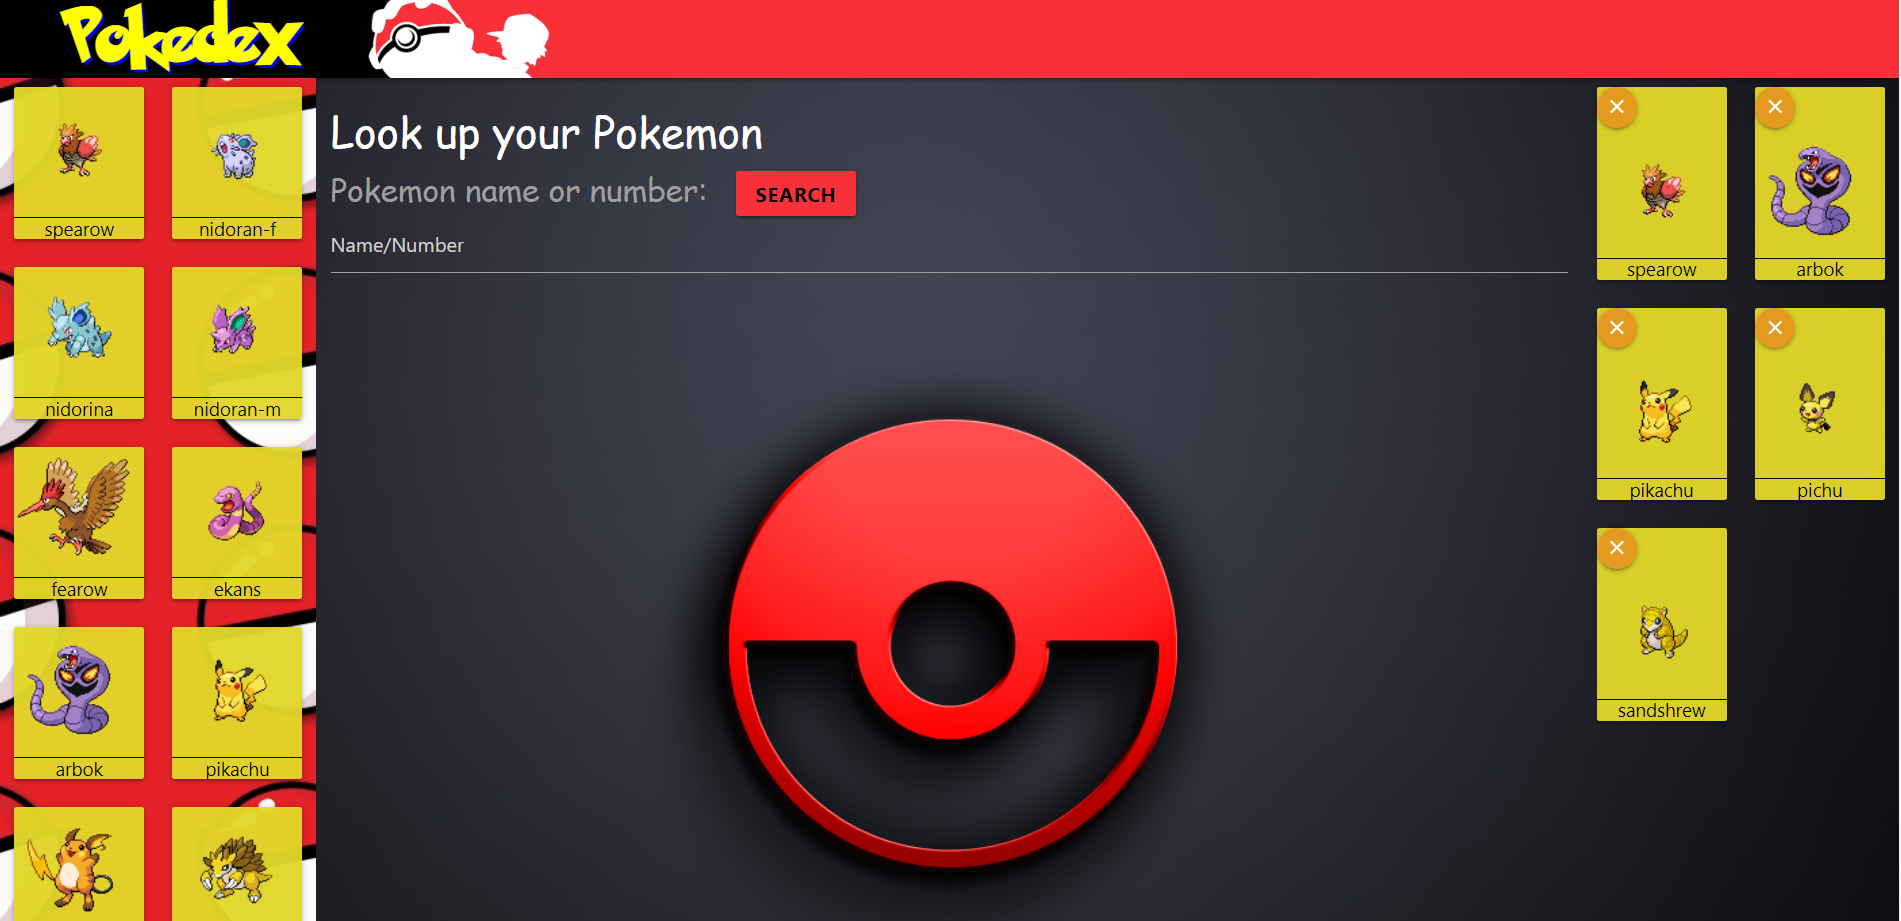 Pokedex
spearow
nidoran-f
nidorina
nidoran-m
fearow
ekans
arbok
pikachu
Look up your Pokemon
Pokemon name or number:
SEARCH
Name/Number
spearow
arbok
pikachu
pichu
sandshrew